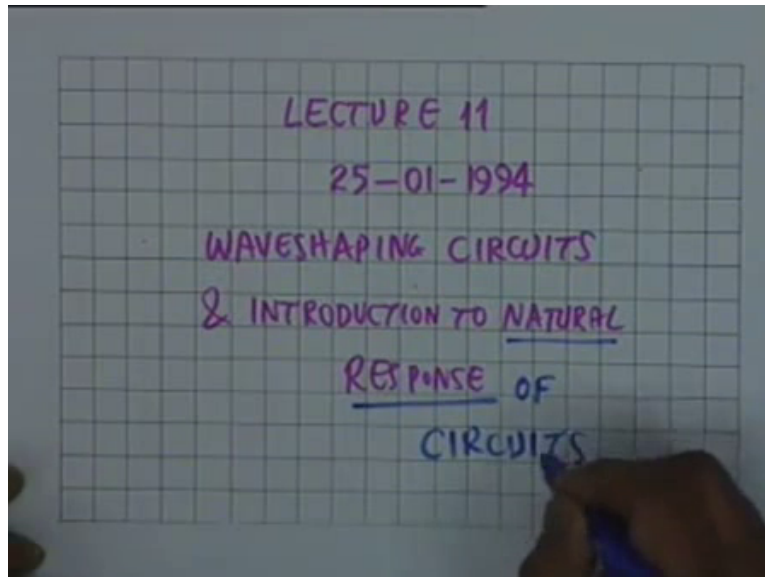 LECTURE 11
25-01-1994
WAVESHAPING CIRCUITS
& INTRODUCTION TO NATURAL
RESPONSE OF
CIRCUITS